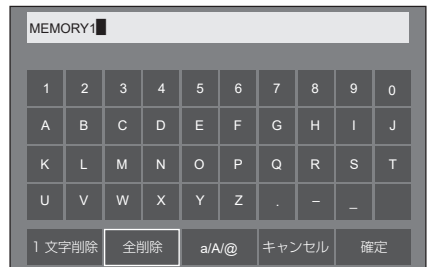 MEMORY1
1 2 3 4 5 6 7 8 9 0
A B C D E F G H I J
K L M N O P Q R S T
U V W X Y Z . – _
1 文字削除 全削除 a/A/@ キャンセル 確定